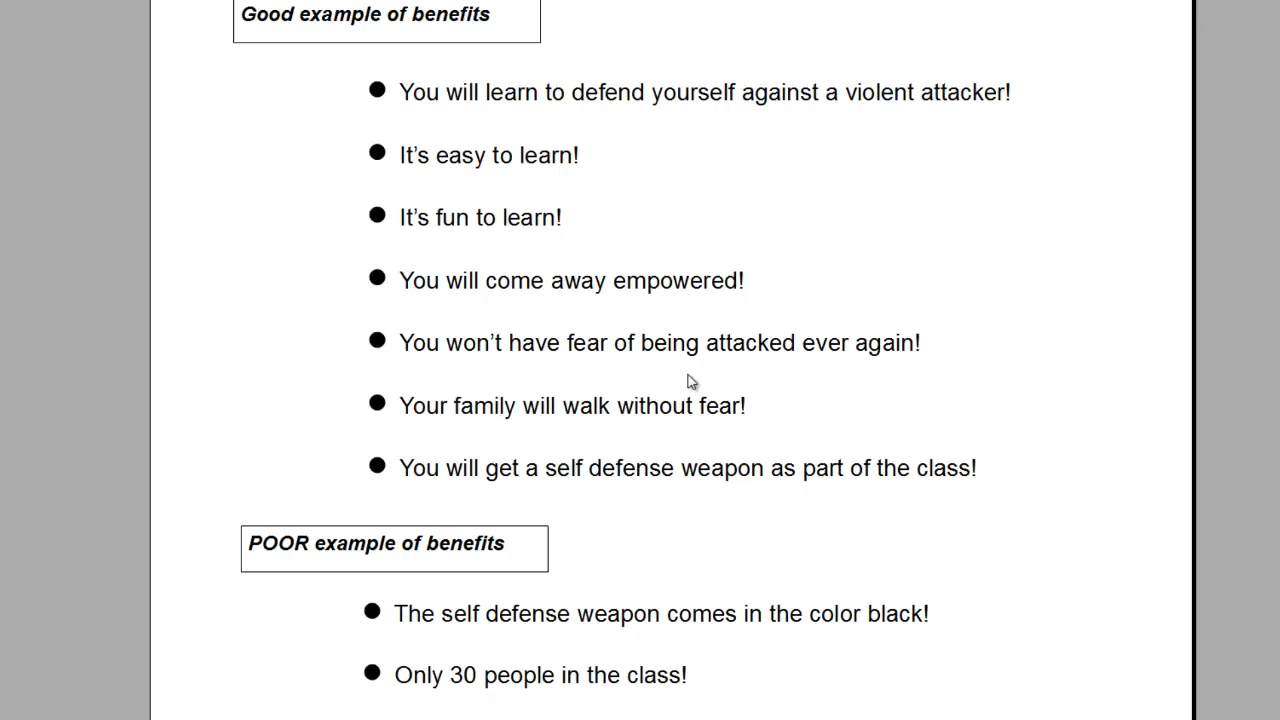 Good example of benefits
You will learn to defend yourself against a violent attacker!
It's easy to learn!
It's fun to learn!
You will come away empowered!
You won't have fear of being attacked ever again!
Your family will walk without fear!
You will get a self defense weapon as part of the class!
POOR example of benefits
The self defense weapon comes in the color black!
Only 30 people in the class!